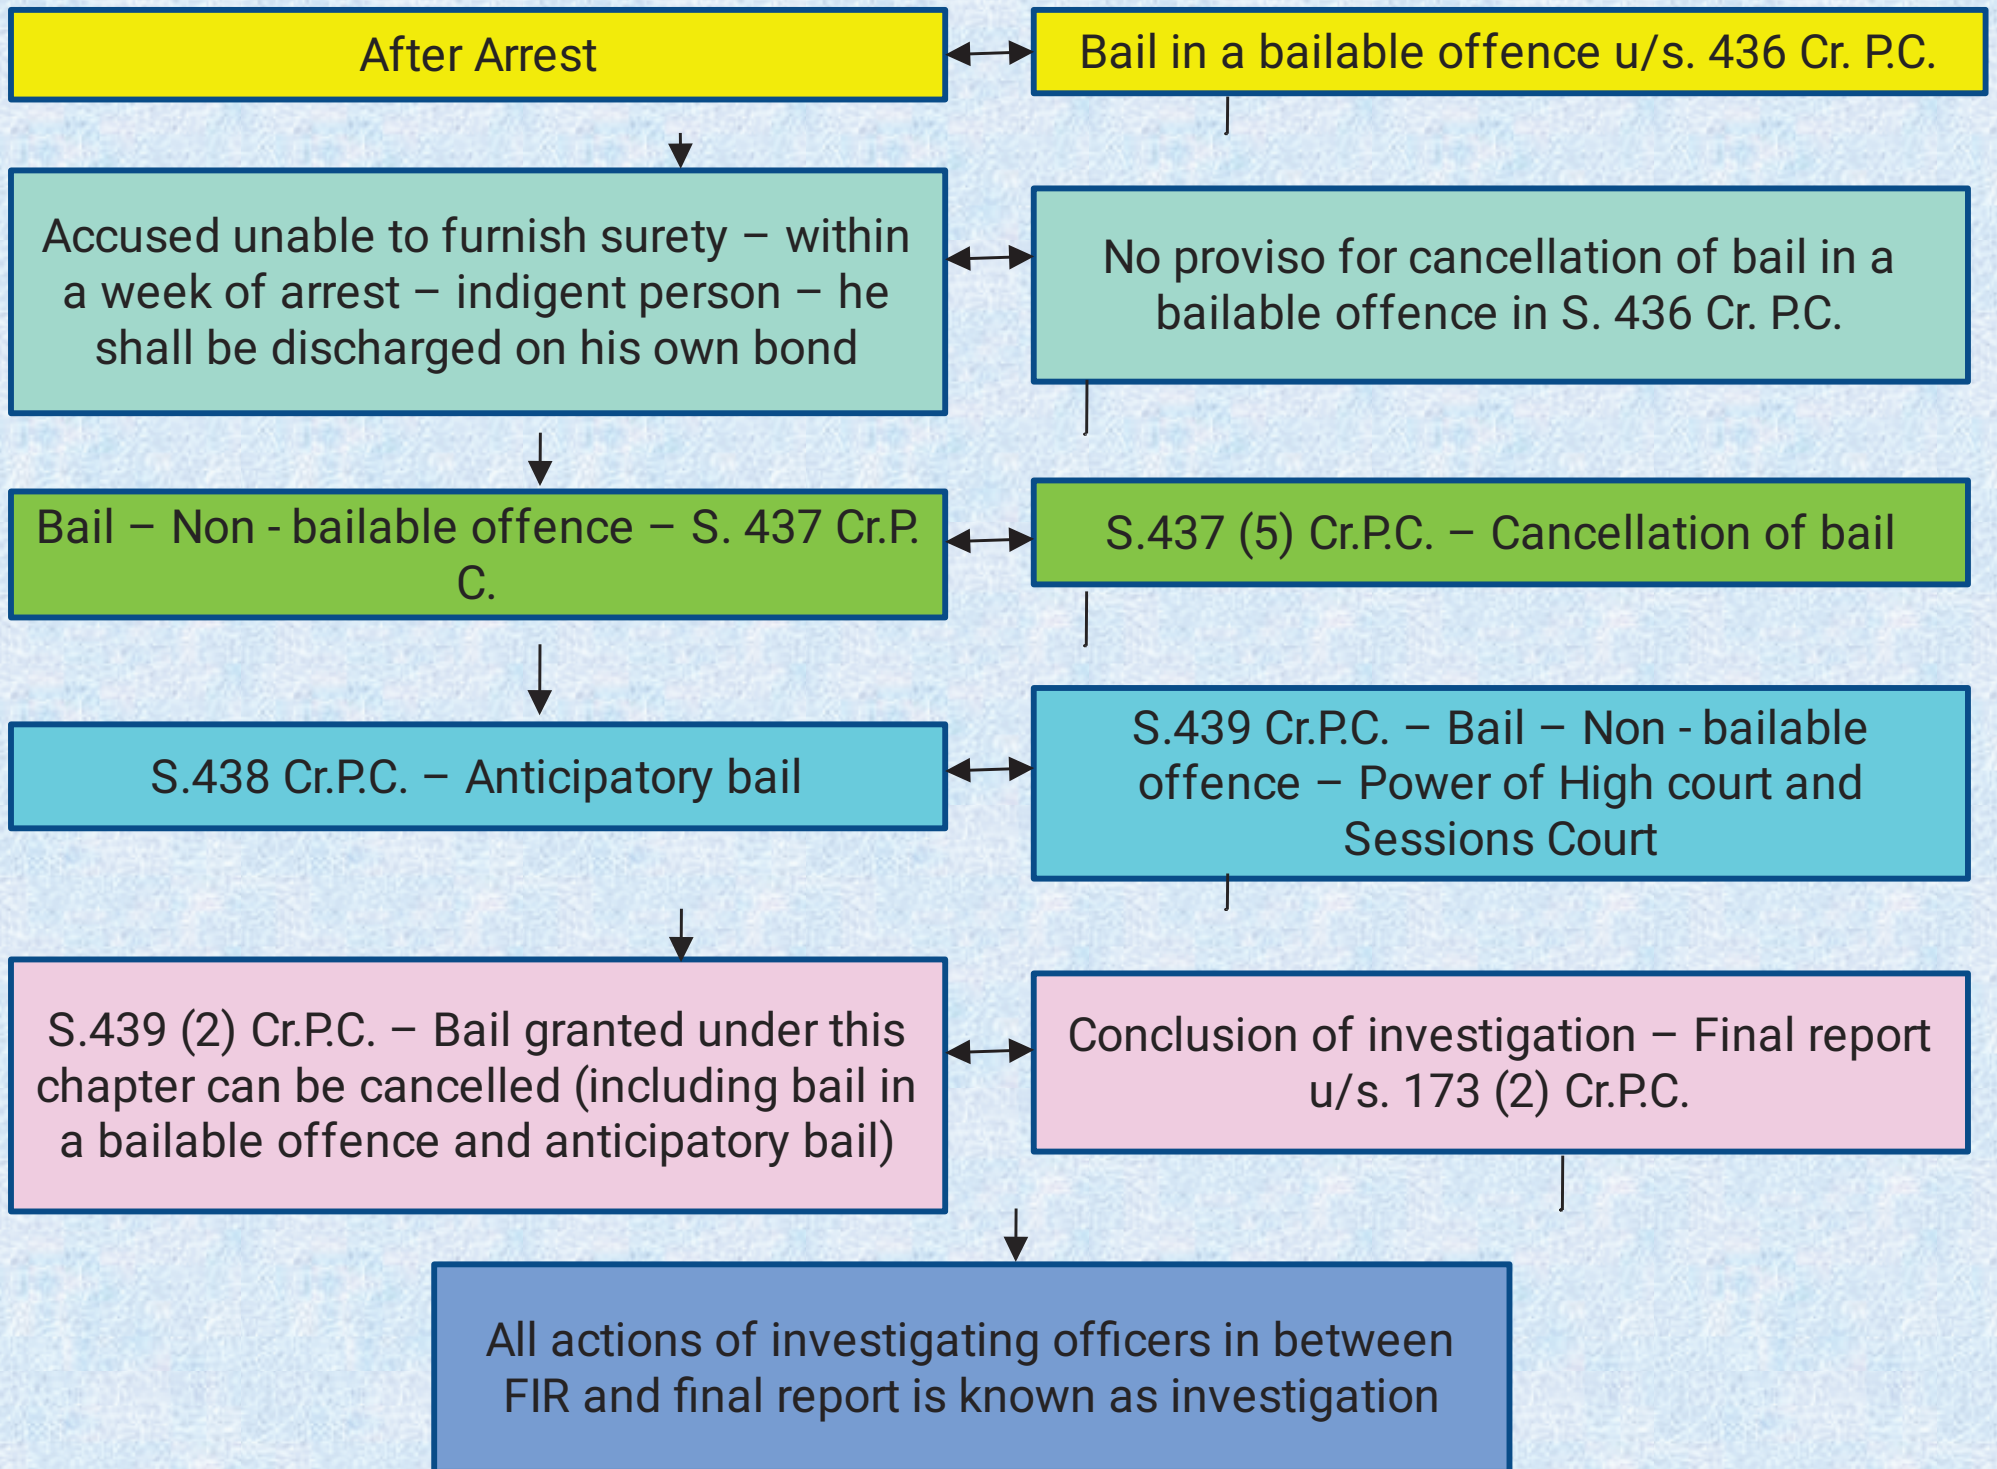 After Arrest
Bail in a bailable offence u/s. 436 Cr. P.C.
Accused unable to furnish surety – within
a week of arrest – indigent person – he
shall be discharged on his own bond
No proviso for cancellation of bail in a
bailable offence in S. 436 Cr. P.C.
Bail – Non - bailable offence – S. 437 Cr.P.
C.
S.437 (5) Cr.P.C. – Cancellation of bail
S.438 Cr.P.C. – Anticipatory bail
S.439 Cr.P.C. – Bail – Non - bailable
offence – Power of High court and
Sessions Court
S.439 (2) Cr.P.C. – Bail granted under this
chapter can be cancelled (including bail in
a bailable offence and anticipatory bail)
Conclusion of investigation – Final report
u/s. 173 (2) Cr.P.C.
All actions of investigating officers in between
FIR and final report is known as investigation